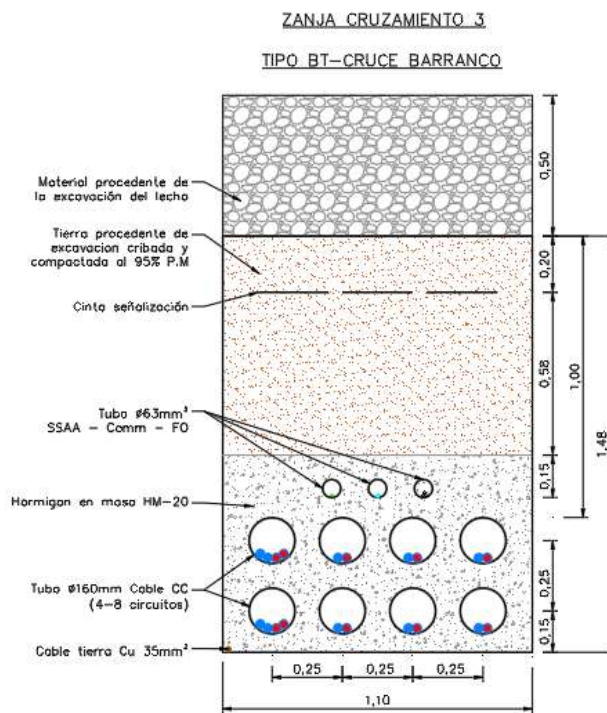 ZANJA CRUZAMIENTO 3
TIPO BT-CRUCE BARRANCO
Material procedente de
la excavación del lecho
0,50
Tierra procedente de
excavacion cribada y
compactada al 95% P.M
0,20
Cinta señalización
0,58
1,00
1,48
Tubo ø63mm²
SSAA - Comm - FO
0,15
Hormigon en masa HM-20
Tubo ø160mm Cable CC
(4-8 circuitos)
0,25
0,15
Cable tierra Cu 35mm²
0,25
0,25
0,25
1,10